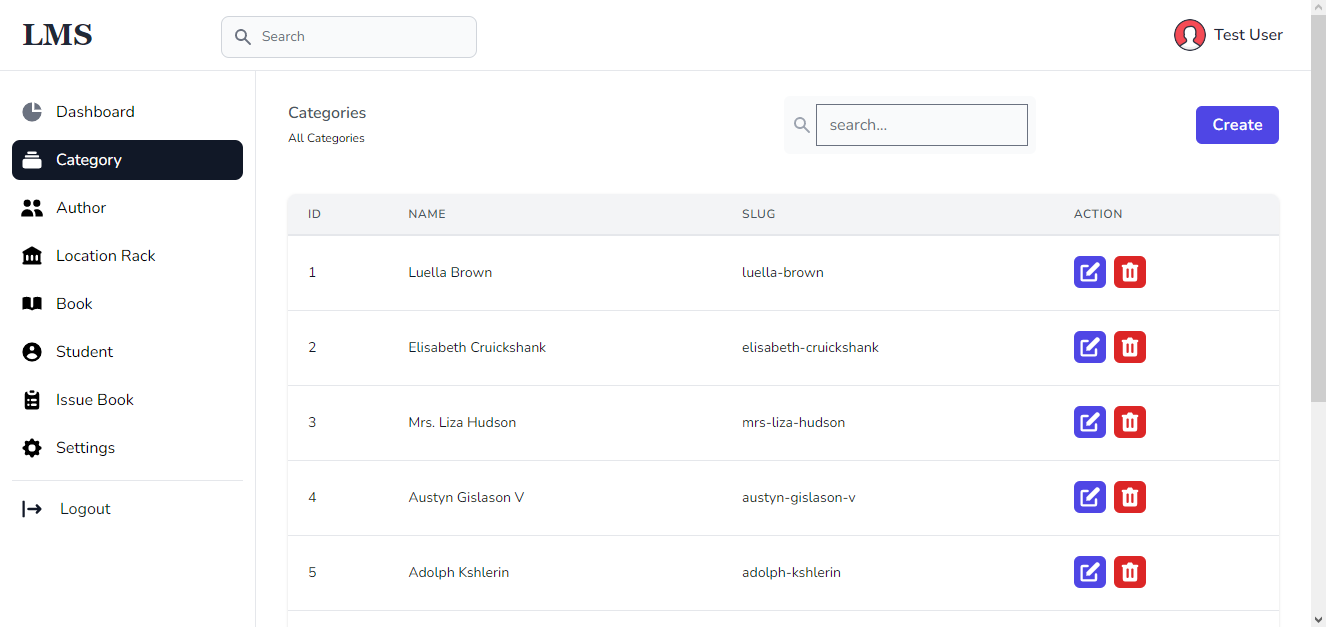 LMS
Search
Test User
Dashboard
Category
Author
Location Rack
Book
Student
Issue Book
Settings
Logout
Categories
All Categories
search...
Create
ID NAME SLUG ACTION
1 Luella Brown luella-brown
2 Elisabeth Cruickshank elisabeth-cruickshank
3 Mrs. Liza Hudson mrs-liza-hudson
4 Austyn Gislason V austyn-gislason-v
5 Adolph Kshlerin adolph-kshlerin